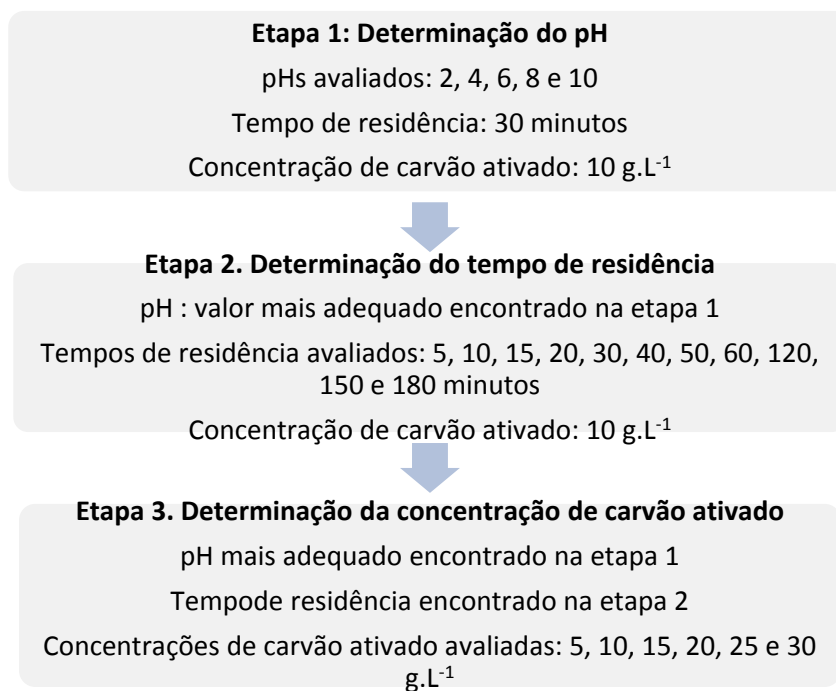 Etapa 1: Determinação do pH
pHs avaliados: 2, 4, 6, 8 e 10
Tempo de residência: 30 minutos
Concentração de carvão ativado: 10 g.L⁻¹
Etapa 2. Determinação do tempo de residência
pH : valor mais adequado encontrado na etapa 1
Tempos de residência avaliados: 5, 10, 15, 20, 30, 40, 50, 60, 120,
150 e 180 minutos
Concentração de carvão ativado: 10 g.L⁻¹
Etapa 3. Determinação da concentração de carvão ativado
pH mais adequado encontrado na etapa 1
Tempode residência encontrado na etapa 2
Concentrações de carvão ativado avaliadas: 5, 10, 15, 20, 25 e 30
g.L⁻¹